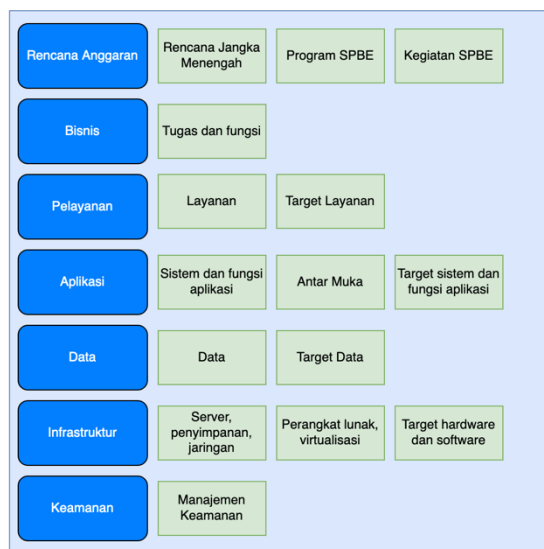 Rencana Anggaran
Rencana Jangka
Menengah
Program SPBE
Kegiatan SPBE
Bisnis
Tugas dan fungsi
Pelayanan
Layanan
Target Layanan
Aplikasi
Sistem dan fungsi
aplikasi
Antar Muka
Target sistem dan
fungsi aplikasi
Data
Data
Target Data
Infrastruktur
Server,
penyimpanan,
jaringan
Perangkat lunak,
virtualisasi
Target hardware
dan software
Keamanan
Manajemen
Keamanan